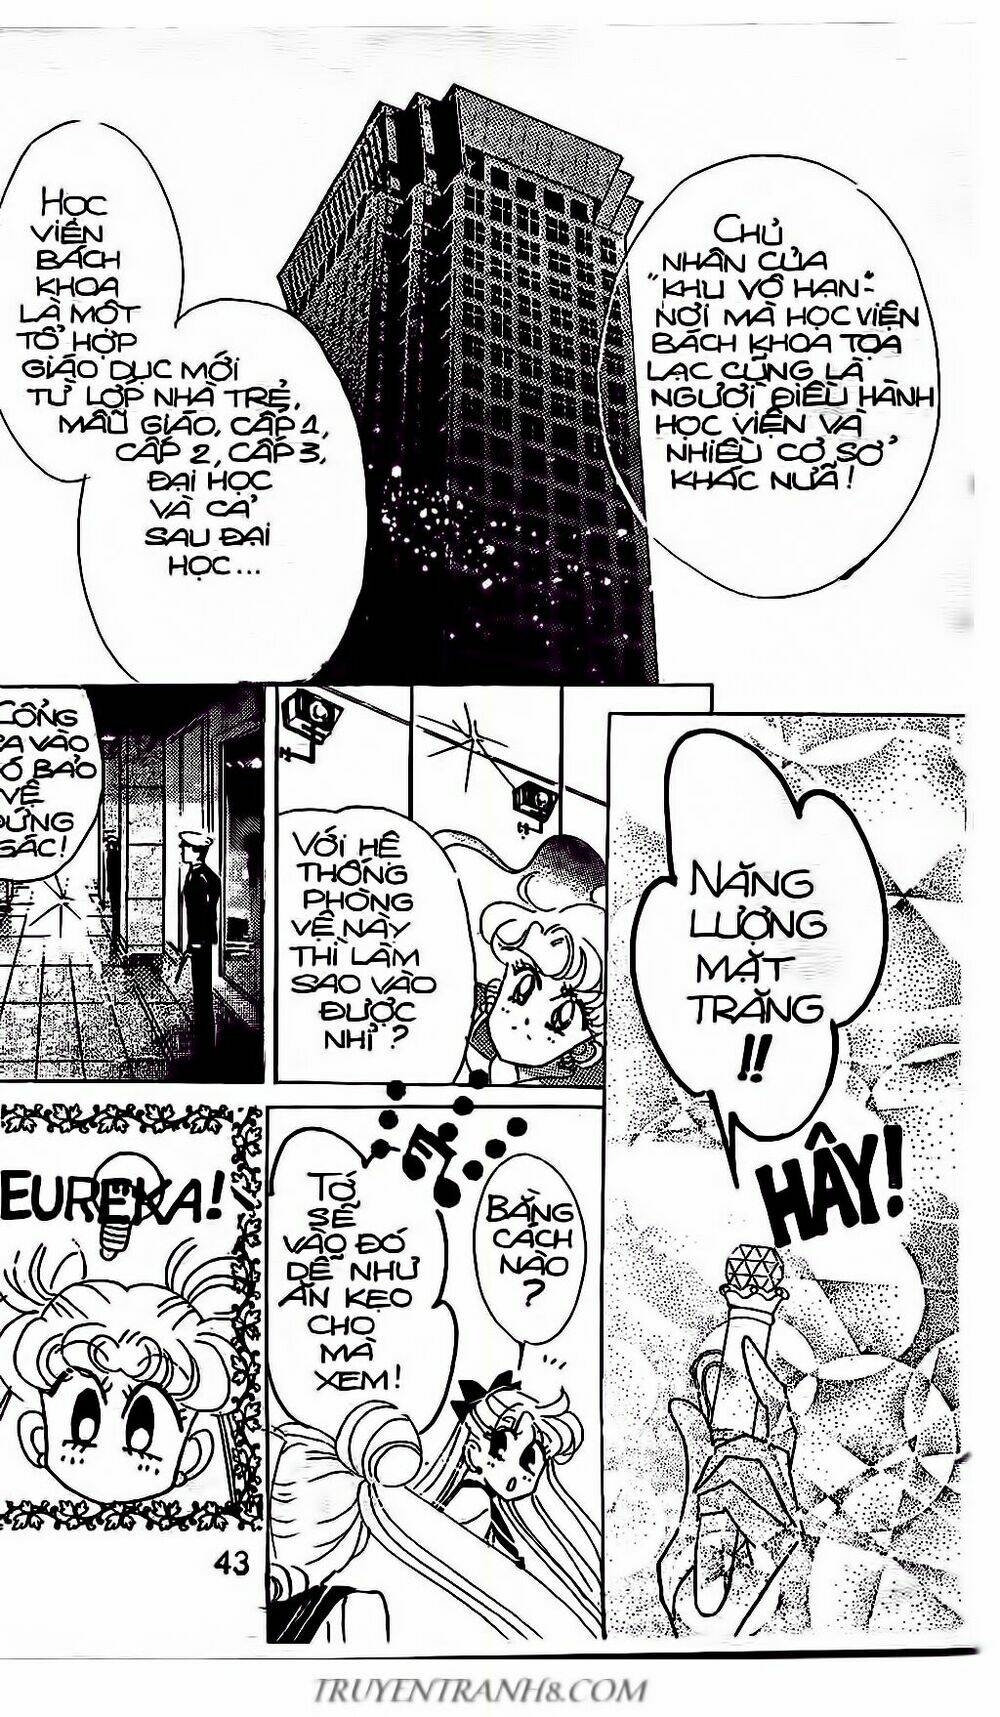 HỌC
VIỆN
BÁCH
KHOA
LÀ MỘT
TỔ HỢP
GIÁO DỤC MỚI
TỪ LỚP NHÀ TRẺ,
MẪU GIÁO, CẤP 1,
CẤP 2, CẤP 3,
ĐẠI HỌC
VÀ CẢ
SAU ĐẠI
HỌC...
CHỦ
NHÂN CỦA
"KHU VÔ HẠN"-
NƠI MÀ HỌC VIỆN
BÁCH KHOA TỌA
LẠC CŨNG LÀ
NGƯỜI ĐIỀU HÀNH
HỌC VIỆN VÀ
NHIỀU CƠ SỞ
KHÁC NỮA!
CỔNG
VÀO
BẢO
VỆ
ĐỨNG
GÁC!
VỚI HỆ
THỐNG
PHÒNG
VỆ NÀY
THÌ LÀM
SAO VÀO
ĐƯỢC
NHỈ?
NĂNG
LƯỢNG
MẶT
TRĂNG
!!
HÂY!
EUREKA!
TỚ
SẼ
VÀO ĐÓ
DỄ NHƯ
ĂN KẸO
CHO
MÀ
XEM!
BẰNG
CÁCH
NÀO
?
43
TRUYENTRANH8.COM